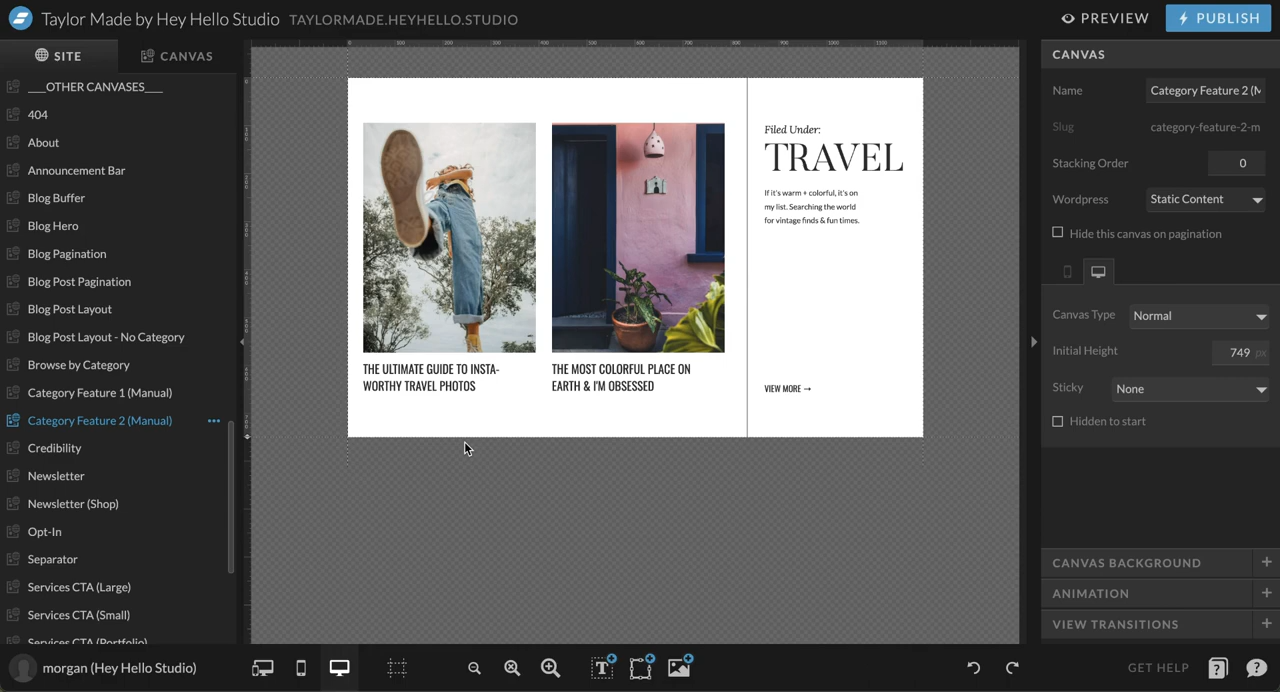 Taylor Made by Hey Hello Studio TAYLORMADE.HEYHELLO.STUDIO
PREVIEW
PUBLISH
SITE
CANVAS
___OTHER CANVASES___
404
About
Announcement Bar
Blog Buffer
Blog Hero
Blog Pagination
Blog Post Pagination
Blog Post Layout
Blog Post Layout - No Category
Browse by Category
Category Feature 1 (Manual)
Category Feature 2 (Manual)
Credibility
Newsletter
Newsletter (Shop)
Opt-In
Separator
Services CTA (Large)
Services CTA (Small)
Services CTA (Portfolio)
THE ULTIMATE GUIDE TO INSTA-
WORTHY TRAVEL PHOTOS
THE MOST COLORFUL PLACE ON
EARTH & I'M OBSESSED
Filed Under:
TRAVEL
If it's warm + colorful, it's on
my list. Searching the world
for vintage finds & fun times.
VIEW MORE →
CANVAS
Name Category Feature 2 (M
Slug category-feature-2-m
Stacking Order 0
Wordpress Static Content
Hide this canvas on pagination
Canvas Type Normal
Initial Height 749 px
Sticky None
Hidden to start
CANVAS BACKGROUND +
ANIMATION +
VIEW TRANSITIONS +
morgan (Hey Hello Studio)
GET HELP